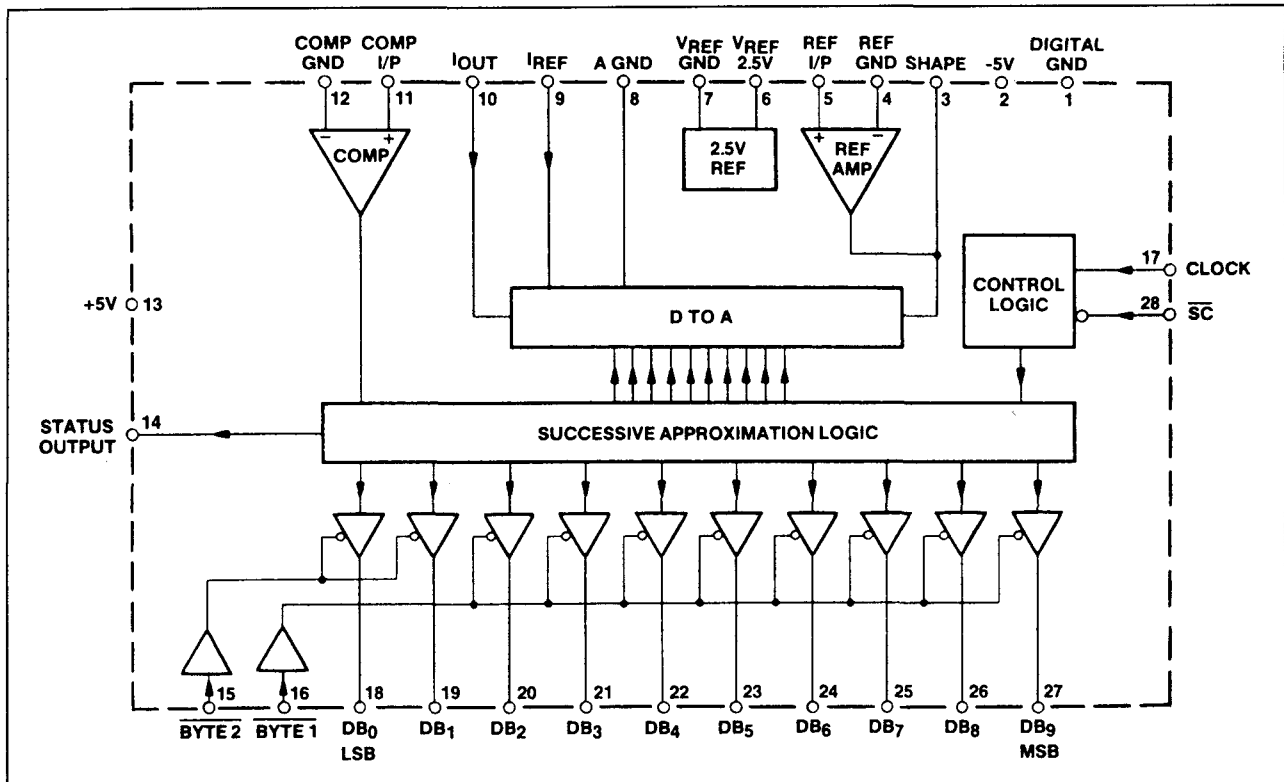 COMP GND COMP I/P IOUT IREF A GND VREF GND VREF 2.5V REF I/P REF GND SHAPE -5V DIGITAL GND
12 11 10 9 8 7 6 5 4 3 2 1
- + COMP
2.5V REF
+ - REF AMP
CONTROL LOGIC
17 CLOCK
28 S̅C̅
+5V 13
D TO A
STATUS OUTPUT 14
SUCCESSIVE APPROXIMATION LOGIC
15 16 18 19 20 21 22 23 24 25 26 27
BYTE 2 BYTE 1 DB0 DB1 DB2 DB3 DB4 DB5 DB6 DB7 DB8 DB9
LSB MSB